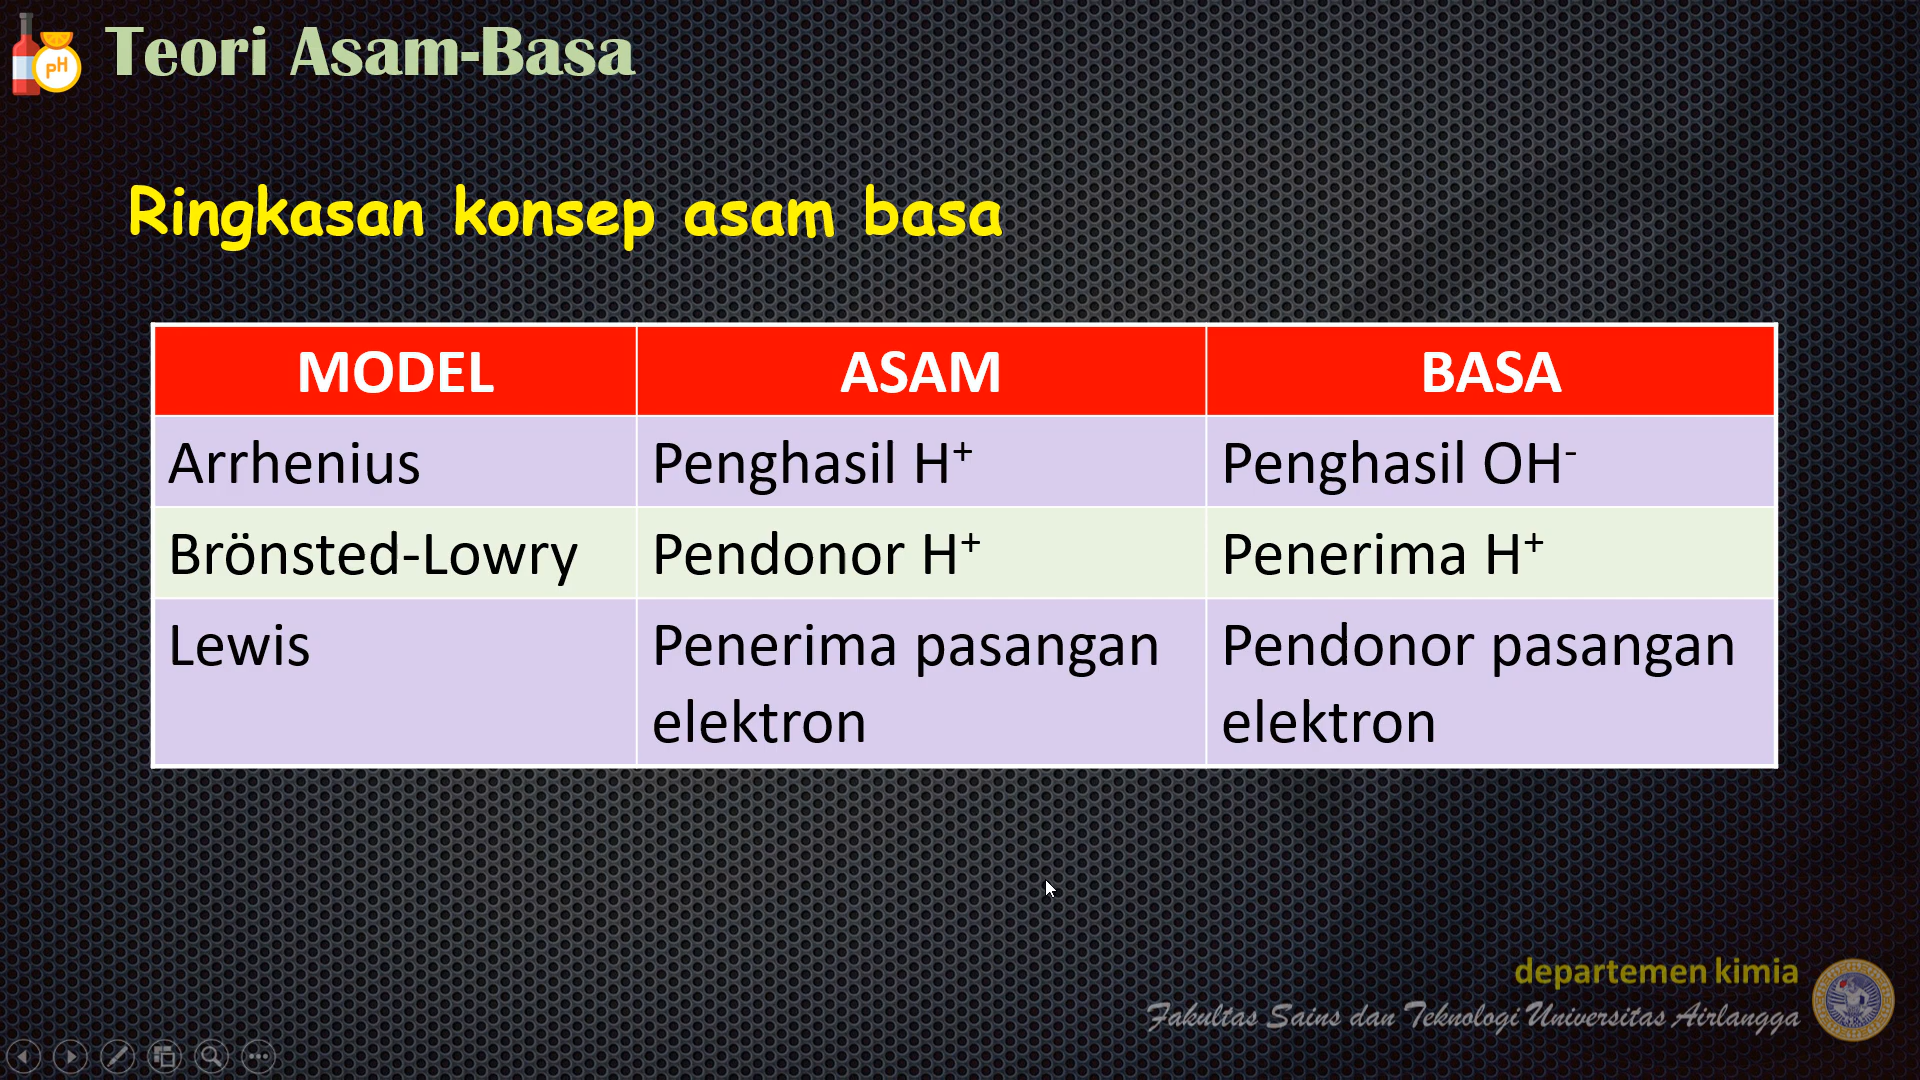 pH
Teori Asam-Basa
Ringkasan konsep asam basa
MODEL ASAM BASA
Arrhenius Penghasil H⁺ Penghasil OH⁻
Brönsted-Lowry Pendonor H⁺ Penerima H⁺
Lewis Penerima pasangan elektron Pendonor pasangan elektron
departemen kimia
Fakultas Sains dan Teknologi Universitas Airlangga